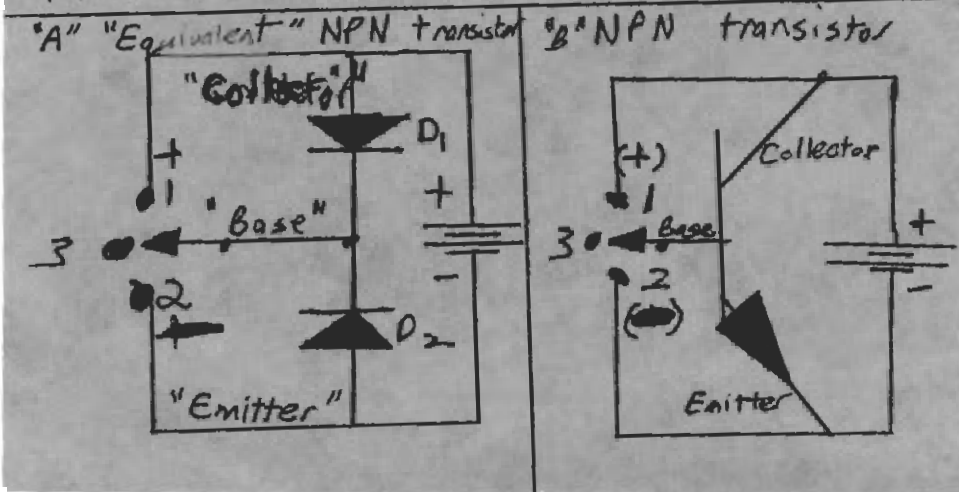 "A" "Equivalent" NPN transistor
"Collector"
D1
+
1
"Base"
3
+
-
2
D2
"Emitter"
"B" NPN transistor
Collector
(+)
1
3
Base
+
-
2
Emitter